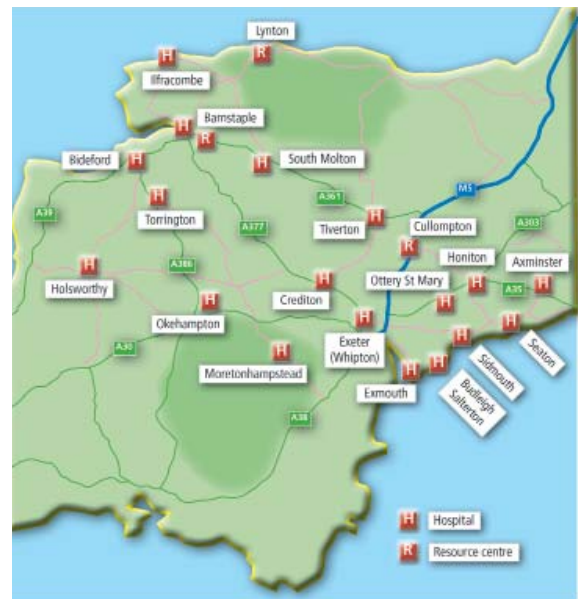 Lynton
H
R
Ilfracombe
Barnstaple
H
R
Bideford
H
H
South Molton
A361
M5
H
Torrington
A39
A377
H
Tiverton
Cullompton
R
A303
Honiton
Axminster
A386
H
Holsworthy
H
Crediton
Ottery St Mary
H
A35
H
H
Okehampton
H
H
Exeter
(Whipton)
H
Sidmouth
H
Seaton
A30
H
Moretonhampstead
H
Exmouth
H
Budleigh
Salterton
A38
H Hospital
R Resource centre